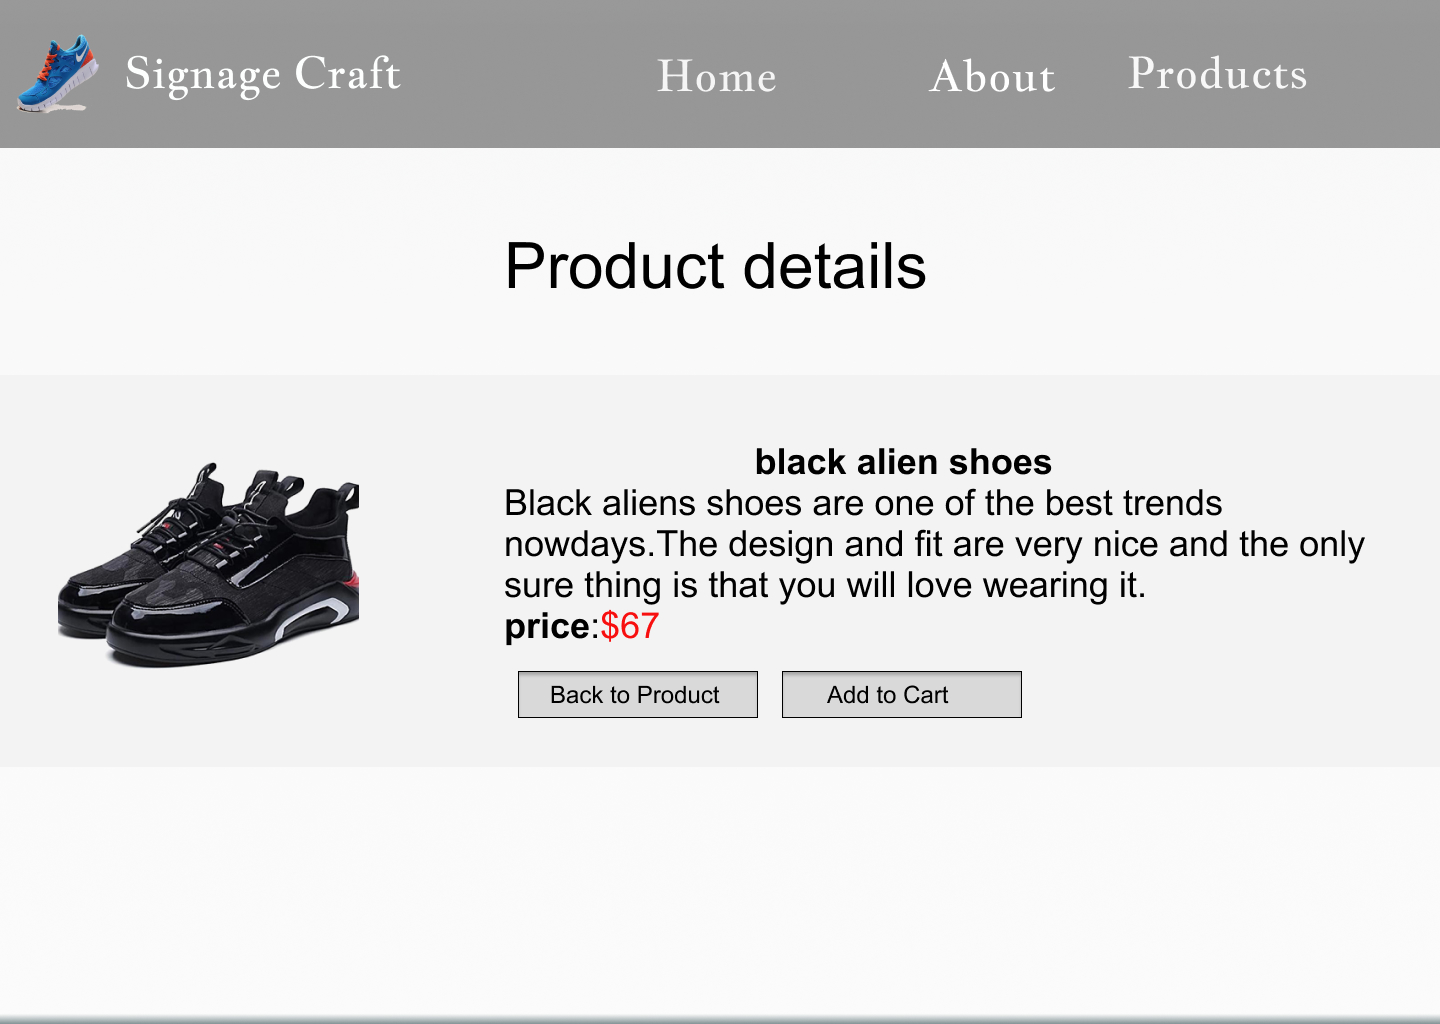 Signage Craft Home About Products
Product details
black alien shoes
Black aliens shoes are one of the best trends
nowdays.The design and fit are very nice and the only
sure thing is that you will love wearing it.
price:$67
Back to Product Add to Cart